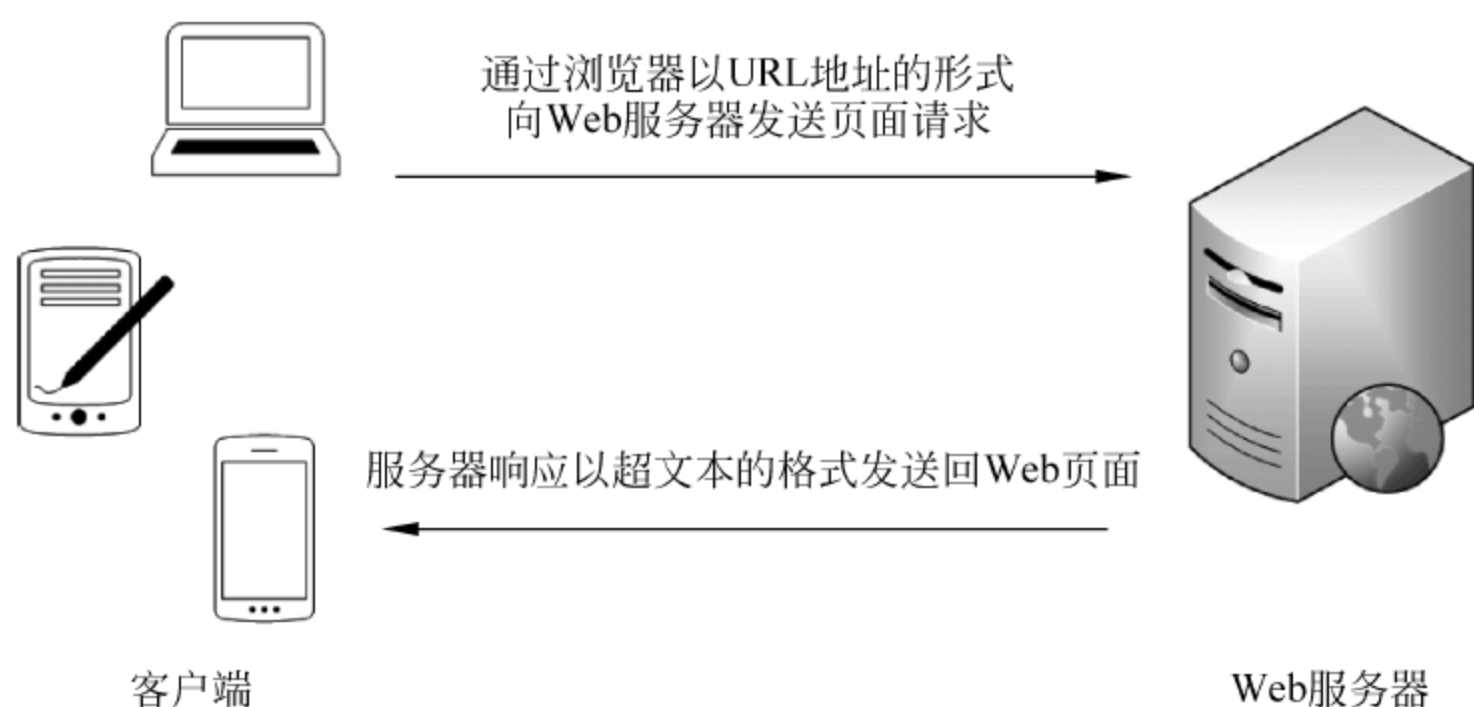 通过浏览器以URL地址的形式
向Web服务器发送页面请求
服务器响应以超文本的格式发送回Web页面
客户端
Web服务器